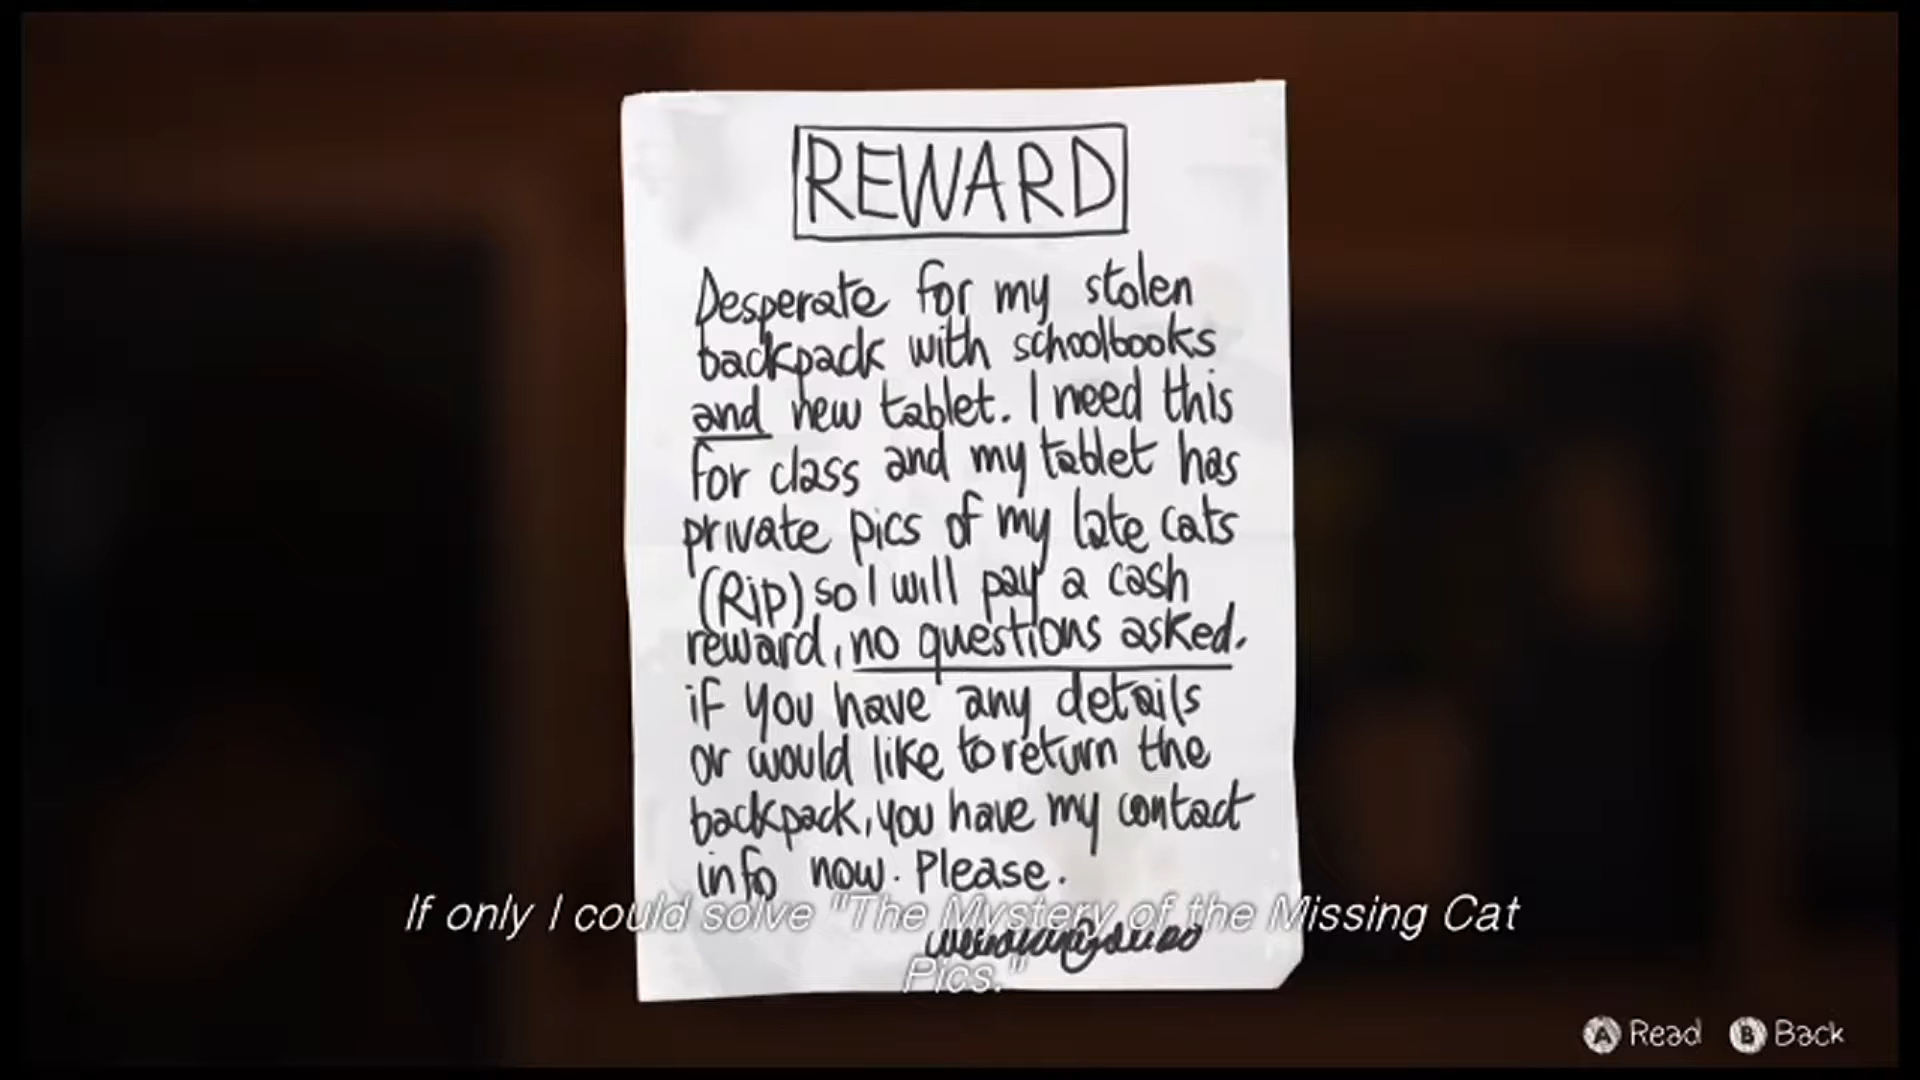 REWARD
Desperate for my stolen
backpack with schoolbooks
and new tablet. I need this
for class and my tablet has
private pics of my late cats
(RiP) so I will pay a cash
reward, no questions asked.
if you have any details
or would like to return the
backpack, you have my contact
info now. Please.
If only I could solve "The Mystery of the Missing Cat
Pics."
A Read B Back